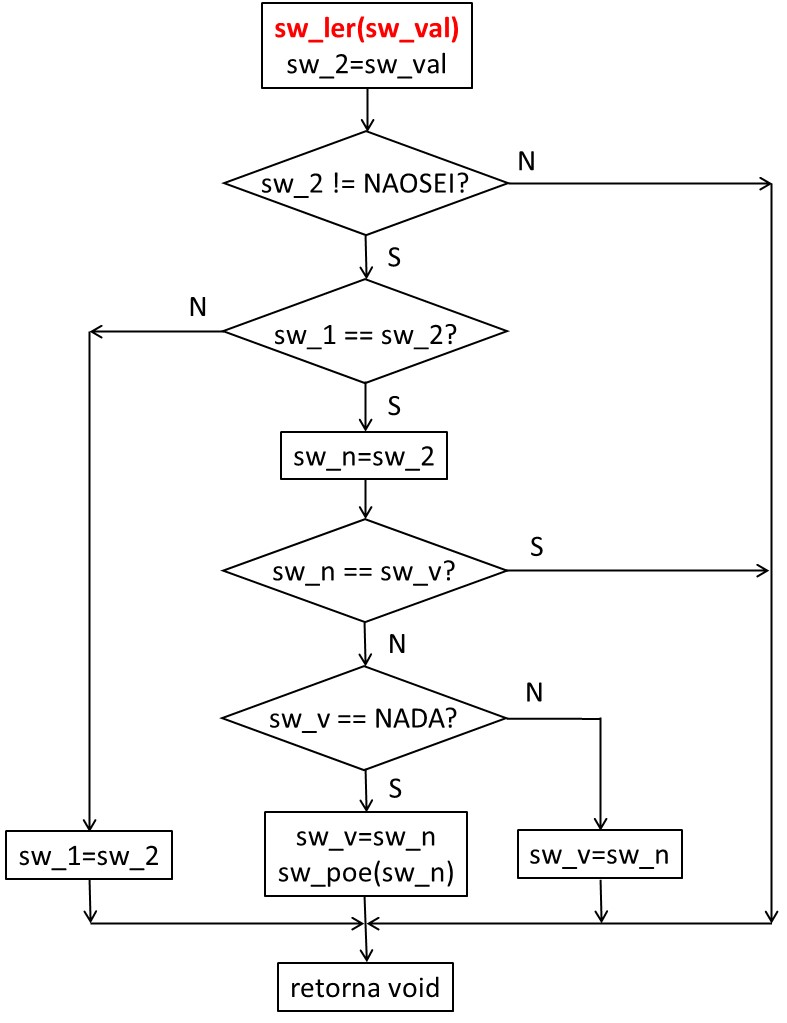 sw_ler(sw_val)
sw_2=sw_val
sw_2 != NAOSEI?
N
S
N
sw_1 == sw_2?
S
sw_n=sw_2
sw_n == sw_v?
S
N
sw_v == NADA?
N
S
sw_1=sw_2
sw_v=sw_n
sw_poe(sw_n)
sw_v=sw_n
retorna void